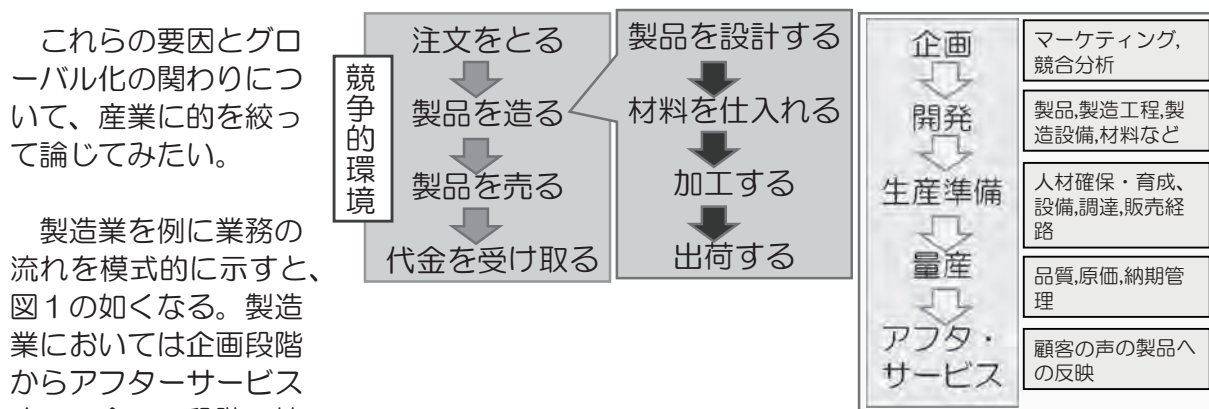 これらの要因とグロ
ーバル化の関わりにつ
いて、産業に的を絞っ
て論じてみたい。
製造業を例に業務の
流れを模式的に示すと、
図1の如くなる。製造
業においては企画段階
からアフターサービス
競争的環境
注文をとる
製品を造る
製品を売る
代金を受け取る
製品を設計する
材料を仕入れる
加工する
出荷する
企画
マーケティング,
競合分析
開発
製品,製造工程,製
造設備,材料など
生産準備
人材確保・育成、
設備,調達,販売経
路
量産
品質,原価,納期管
理
アフタ・
サービス
顧客の声の製品へ
の反映